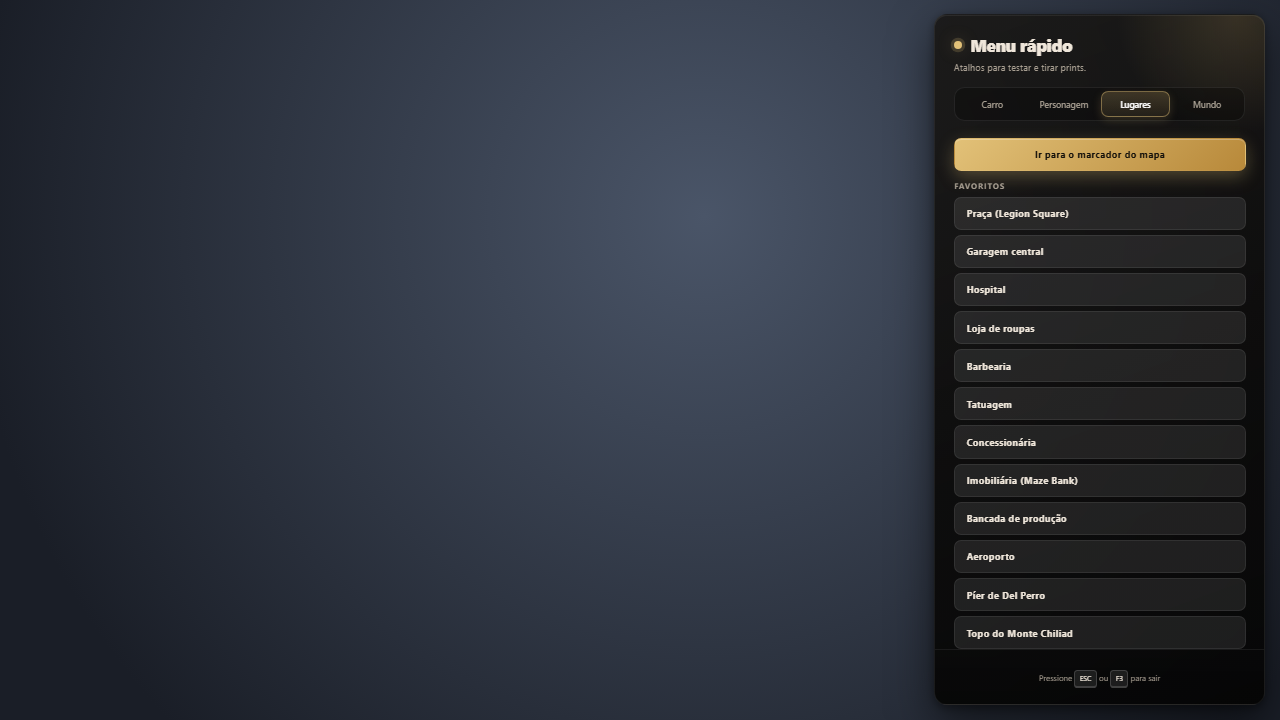 Menu rápido
Atalhos para testar e tirar prints.
Carro Personagem Lugares Mundo
Ir para o marcador do mapa
FAVORITOS
Praça (Legion Square)
Garagem central
Hospital
Loja de roupas
Barbearia
Tatuagem
Concessionária
Imobiliária (Maze Bank)
Bancada de produção
Aeroporto
Píer de Del Perro
Topo do Monte Chiliad
Pressione ESC ou F3 para sair